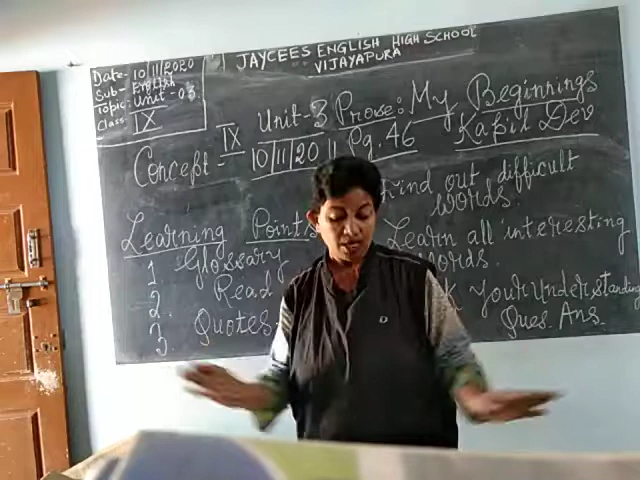 Date- 10/11/2020
Sub- English
Topic: Unit - 03.
Class: IX
JAYCEES ENGLISH HIGH SCHOOL
VIJAYAPURA
Unit-3 Prose: My Beginnings
Concept IX 10/11/20 11 Pg. 46 Kapil Dev
Find out difficult
words.
Learning Points
1 Glossary
2. Read
3. Quotes.
Learn all interesting
words.
Your Understanding
Ques. Ans.